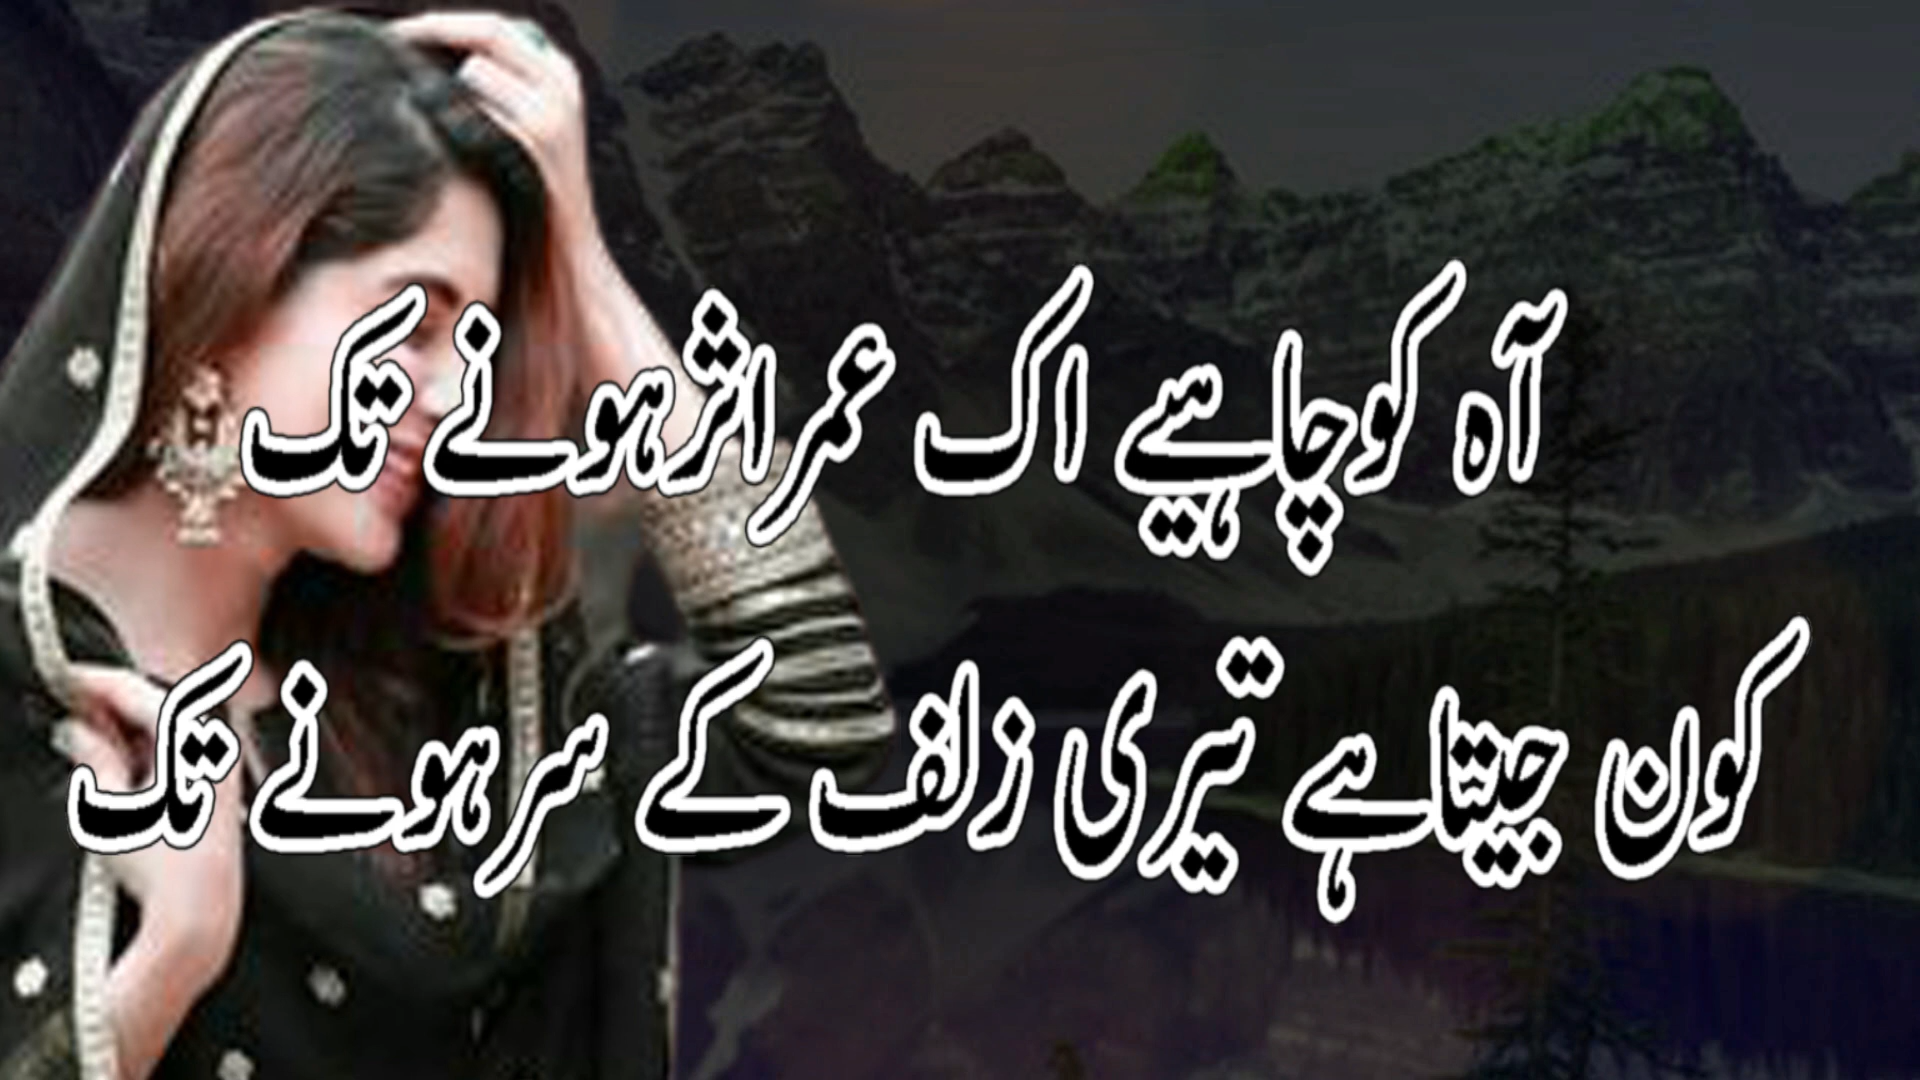 آہ کو چاہیے اک عمر اثر ہونے تک
کون جیتا ہے تیری زلف کے سر ہونے تک